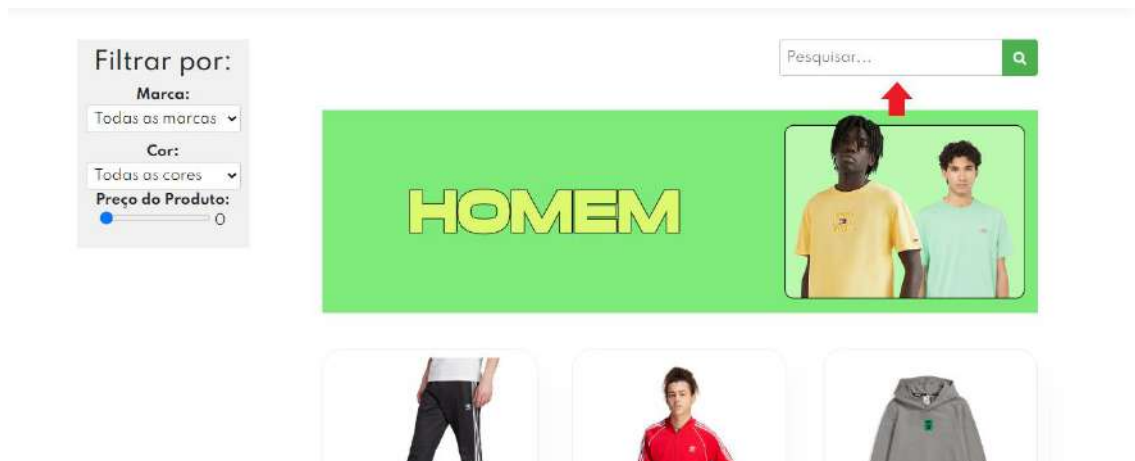 Filtrar por:
Marca:
Todas as marcas
Cor:
Todas as cores
Preço do Produto:
0
Pesquisar...
HOMEM